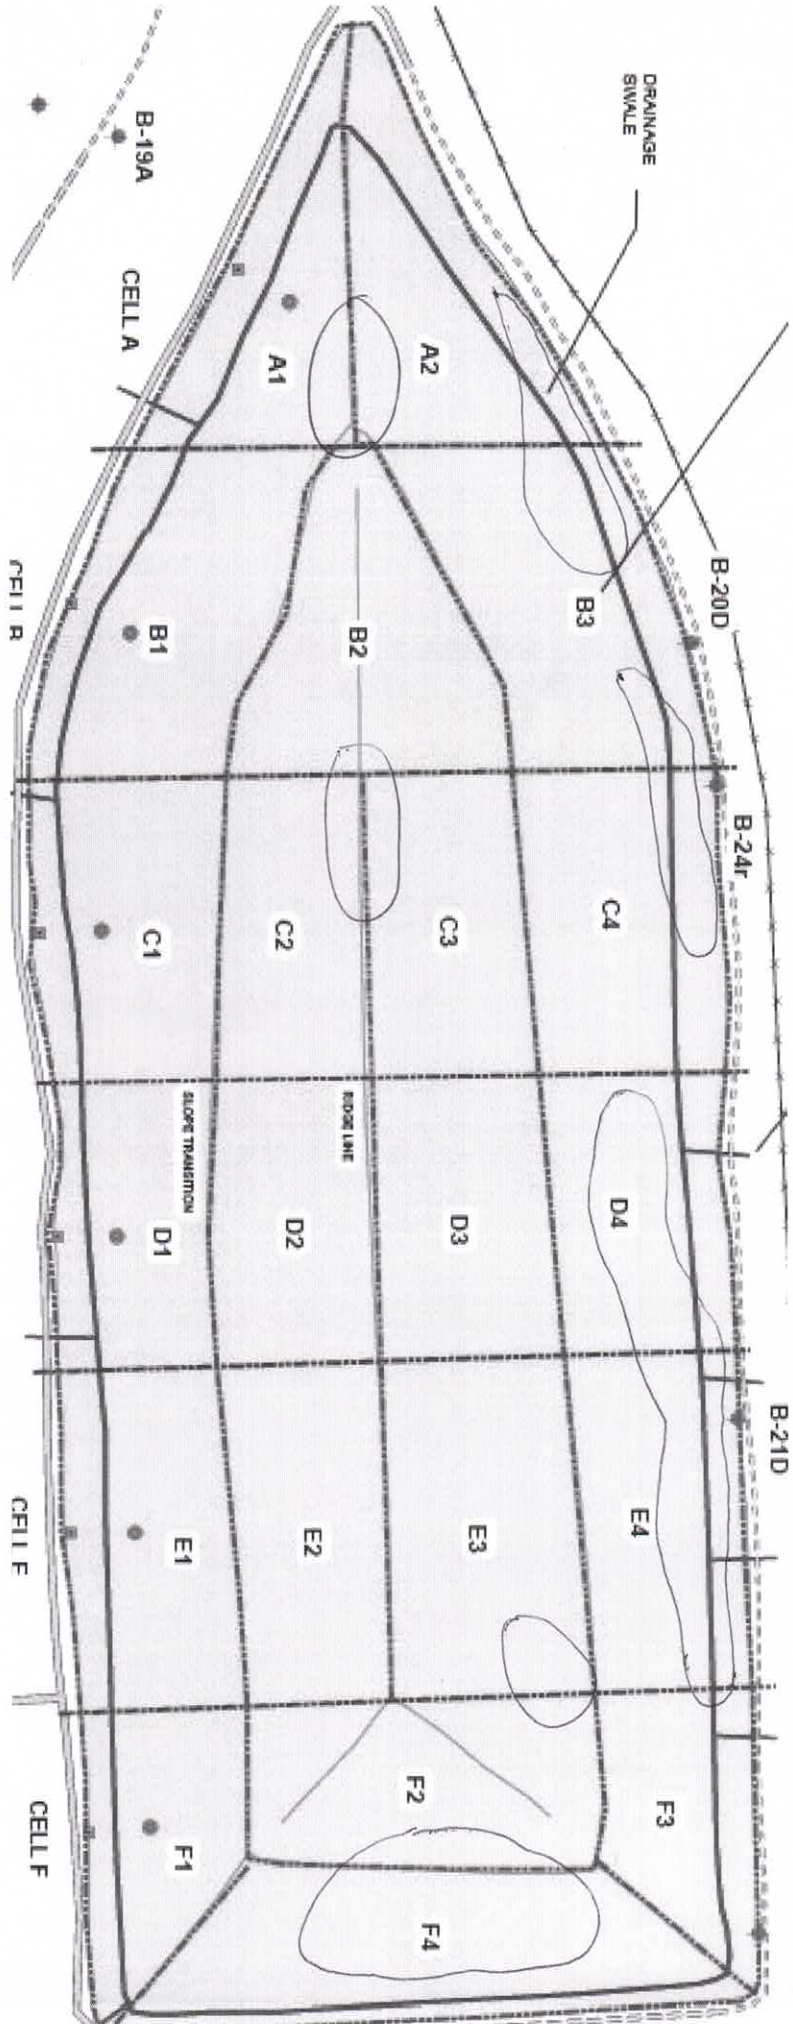 DRAINAGE
SWALE
B-19A
CELL A
A1
A2
B-20D
B3
B1
B2
B-24r
C1
C2
C3
C4
SLOPE TRANSITION
RIDGE LINE
D1
D2
D3
D4
B-21D
E1
E2
E3
E4
CELL F
F1
F2
F3
F4